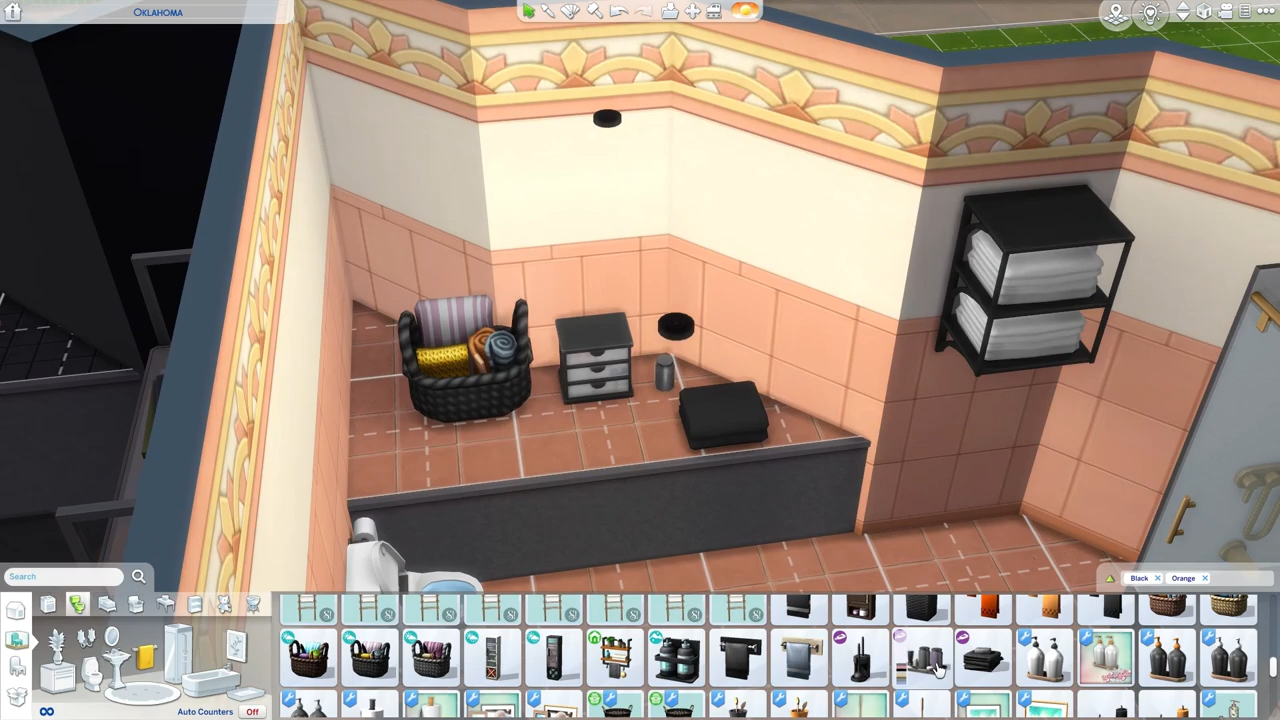 OKLAHOMA
Search
Black
Orange
Auto Counters
Off